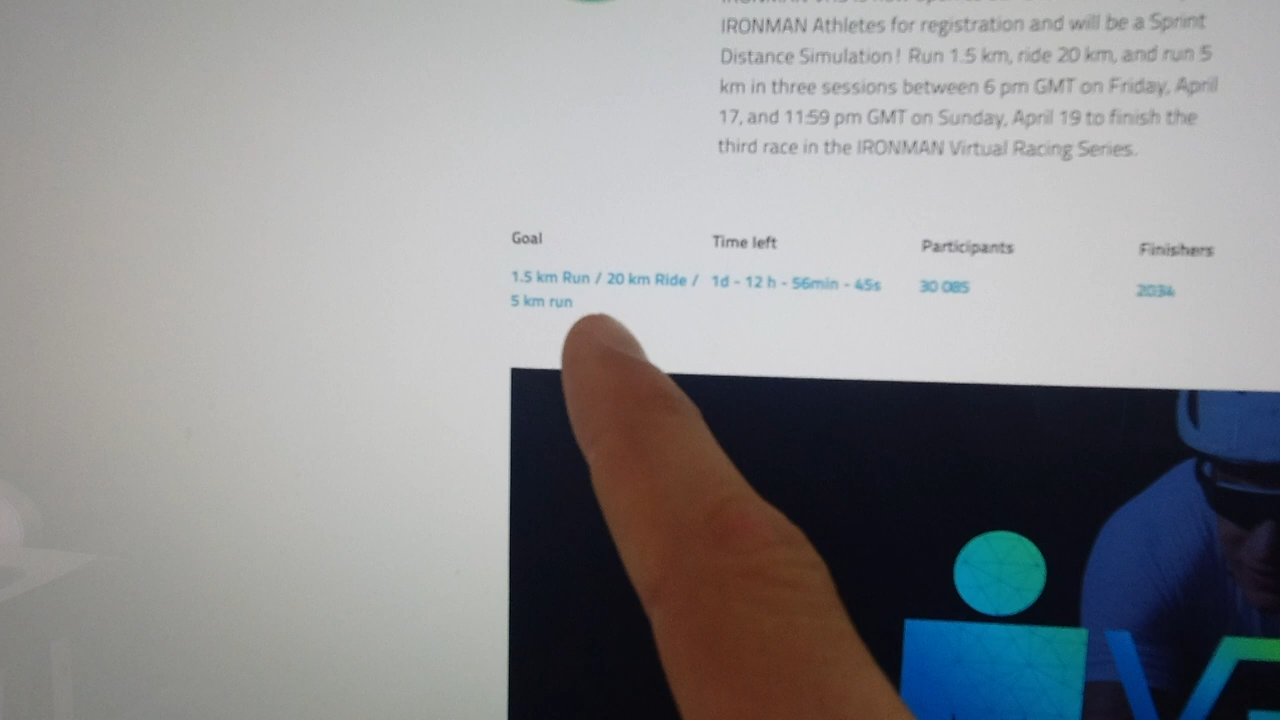 IRONMAN Athletes for registration and will be a Sprint
Distance Simulation! Run 1.5 km, ride 20 km, and run 5
km in three sessions between 6 pm GMT on Friday, April
17, and 11:59 pm GMT on Sunday, April 19 to finish the
third race in the IRONMAN Virtual Racing Series.
Goal Time left Participants Finishers
1.5 km Run / 20 km Ride / 1d - 12 h - 56min - 45s 30 085 2034
5 km run